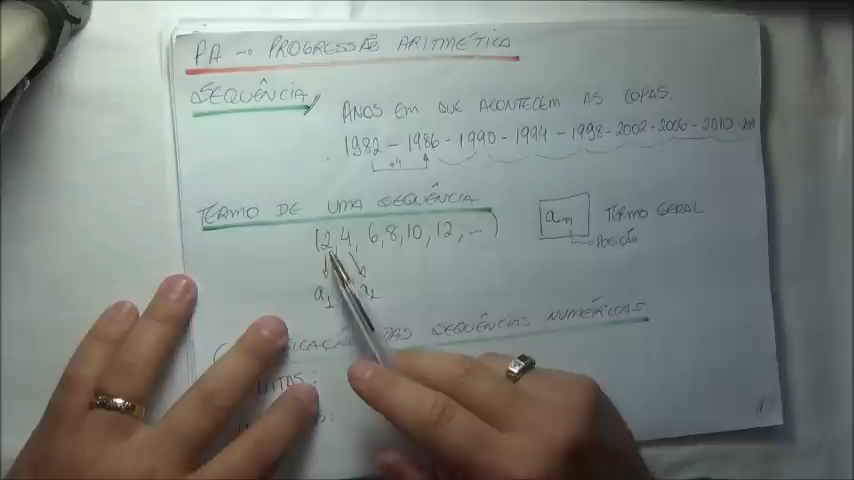 PA → PROGRESSÃO ARITMÉTICA
SEQUÊNCIA
ANOS EM QUE ACONTECEM AS COPAS.
1982 - 1986 - 1990 - 1994 - 1998 - 2002 - 2006 - 2010 -
+4
TERMO DE UMA SEQUÊNCIA
(2, 4, 6, 8, 10, 12, ... )
an TERMO GERAL
POSIÇÃO
a1 a2
DAS SEQUÊNCIAS NUMÉRICAS